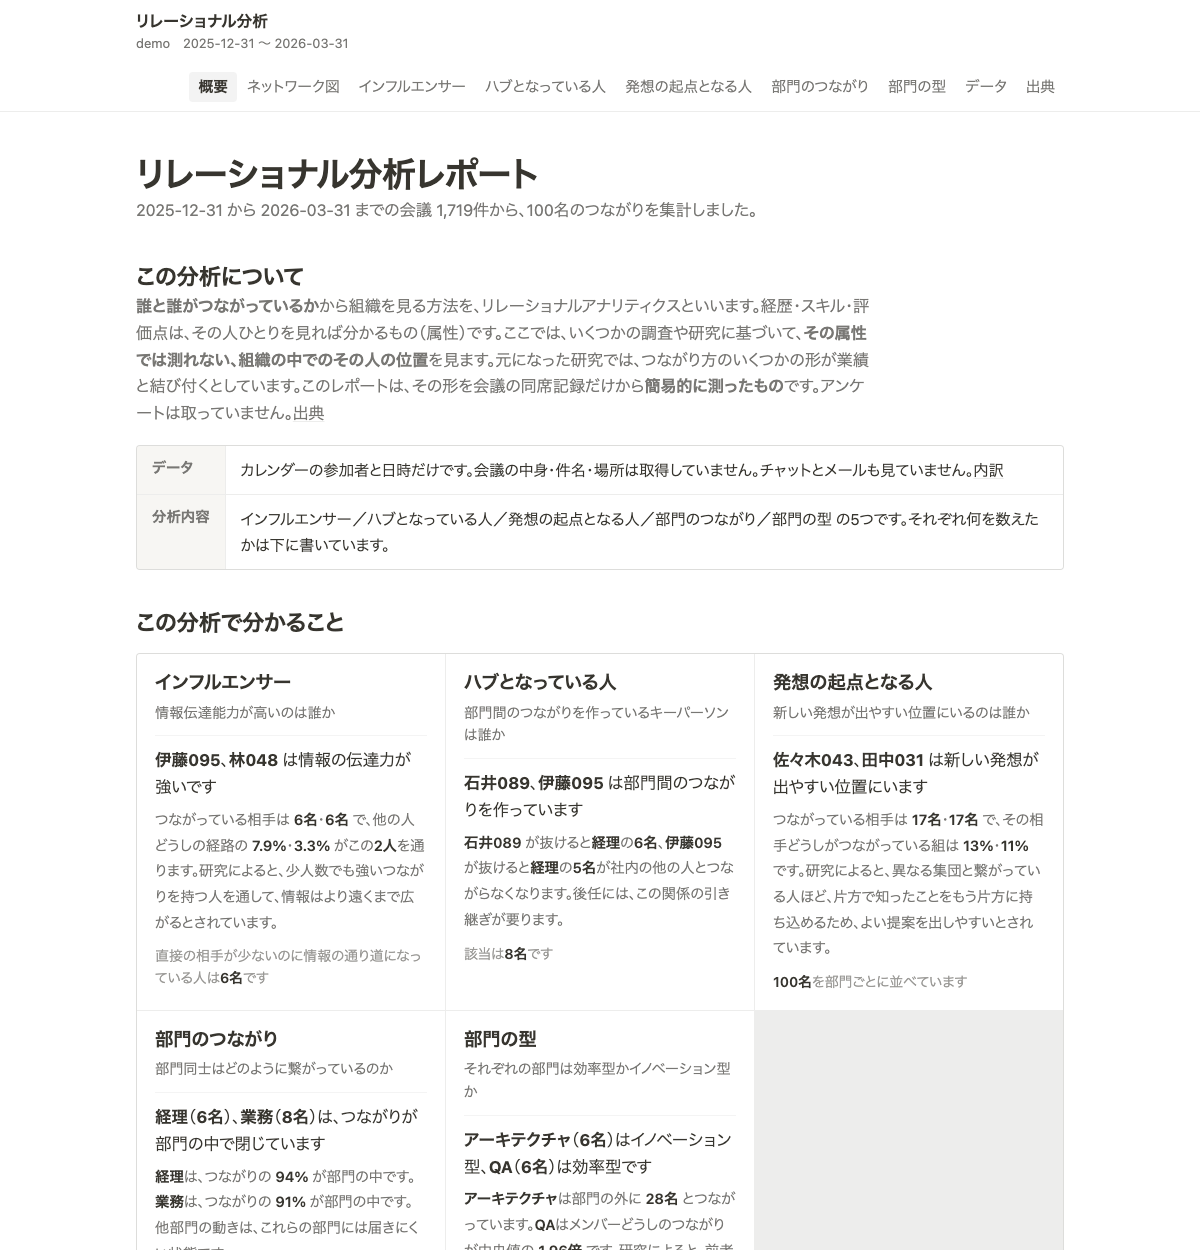 リレーショナル分析
demo 2025-12-31 〜 2026-03-31
概要 ネットワーク図 インフルエンサー ハブとなっている人 発想の起点となる人 部門のつながり 部門の型 データ 出典
リレーショナル分析レポート
2025-12-31 から 2026-03-31 までの会議 1,719件から、100名のつながりを集計しました。
この分析について
誰と誰がつながっているかから組織を見る方法を、リレーショナルアナリティクスといいます。経歴・スキル・評
価点は、その人ひとりを見れば分かるもの（属性）です。ここでは、いくつかの調査や研究に基づいて、その属性
では測れない、組織の中でのその人の位置を見ます。元になった研究では、つながり方のいくつかの形が業績
と結び付くとしています。このレポートは、その形を会議の同席記録だけから簡易的に測ったものです。アンケ
ートは取っていません。出典
データ
カレンダーの参加者と日時だけです。会議の中身・件名・場所は取得していません。チャットとメールも見ていません。内訳
分析内容
インフルエンサー／ハブとなっている人／発想の起点となる人／部門のつながり／部門の型 の5つです。それぞれ何を数えた
かは下に書いています。
この分析で分かること
インフルエンサー
情報伝達能力が高いのは誰か
伊藤095、林048 は情報の伝達力が
強いです
つながっている相手は 6名・6名 で、他の人
どうしの経路の 7.9%・3.3% がこの2人を通
ります。研究によると、少人数でも強いつなが
りを持つ人を通して、情報はより遠くまで広
がるとされています。
直接の相手が少ないのに情報の通り道になっ
ている人は6名です
ハブとなっている人
部門間のつながりを作っているキーパーソン
は誰か
石井089、伊藤095 は部門間のつなが
りを作っています
石井089 が抜けると経理の6名、伊藤095
が抜けると経理の5名が社内の他の人とつな
がらなくなります。後任には、この関係の引き
継ぎが要ります。
該当は8名です
発想の起点となる人
新しい発想が出やすい位置にいるのは誰か
佐々木043、田中031 は新しい発想が
出やすい位置にいます
つながっている相手は 17名・17名 で、その相
手どうしがつながっている組は 13%・11%
です。研究によると、異なる集団と繋がってい
る人ほど、片方で知ったことをもう片方に持
ち込めるため、よい提案を出しやすいとされ
ています。
100名を部門ごとに並べています
部門のつながり
部門同士はどのように繋がっているのか
経理（6名）、業務（8名）は、つながりが
部門の中で閉じています
経理は、つながりの 94% が部門の中です。
業務は、つながりの 91% が部門の中です。
他部門の動きは、これらの部門には届きにく
い状態です
部門の型
それぞれの部門は効率型かイノベーション型
か
アーキテクチャ（6名）はイノベーション
型、QA（6名）は効率型です
アーキテクチャは部門の外に 28名 とつなが
っています。QAはメンバーどうしのつながり
が中央値の 1.96倍 です。研究によると、前者